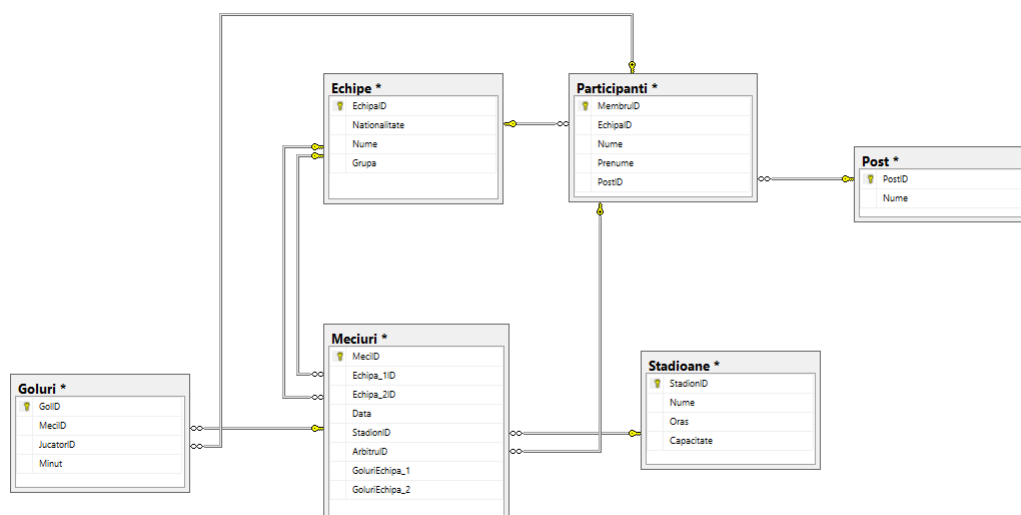 Echipe *
EchipaID
Nationalitate
Nume
Grupa
Participanti *
MembruID
EchipaID
Nume
Prenume
PostID
Post *
PostID
Nume
Meciuri *
MeciID
Echipa_1ID
Echipa_2ID
Data
StadionID
ArbitruID
GoluriEchipa_1
GoluriEchipa_2
Stadioane *
StadionID
Nume
Oras
Capacitate
Goluri *
GolID
MeciID
JucatorID
Minut